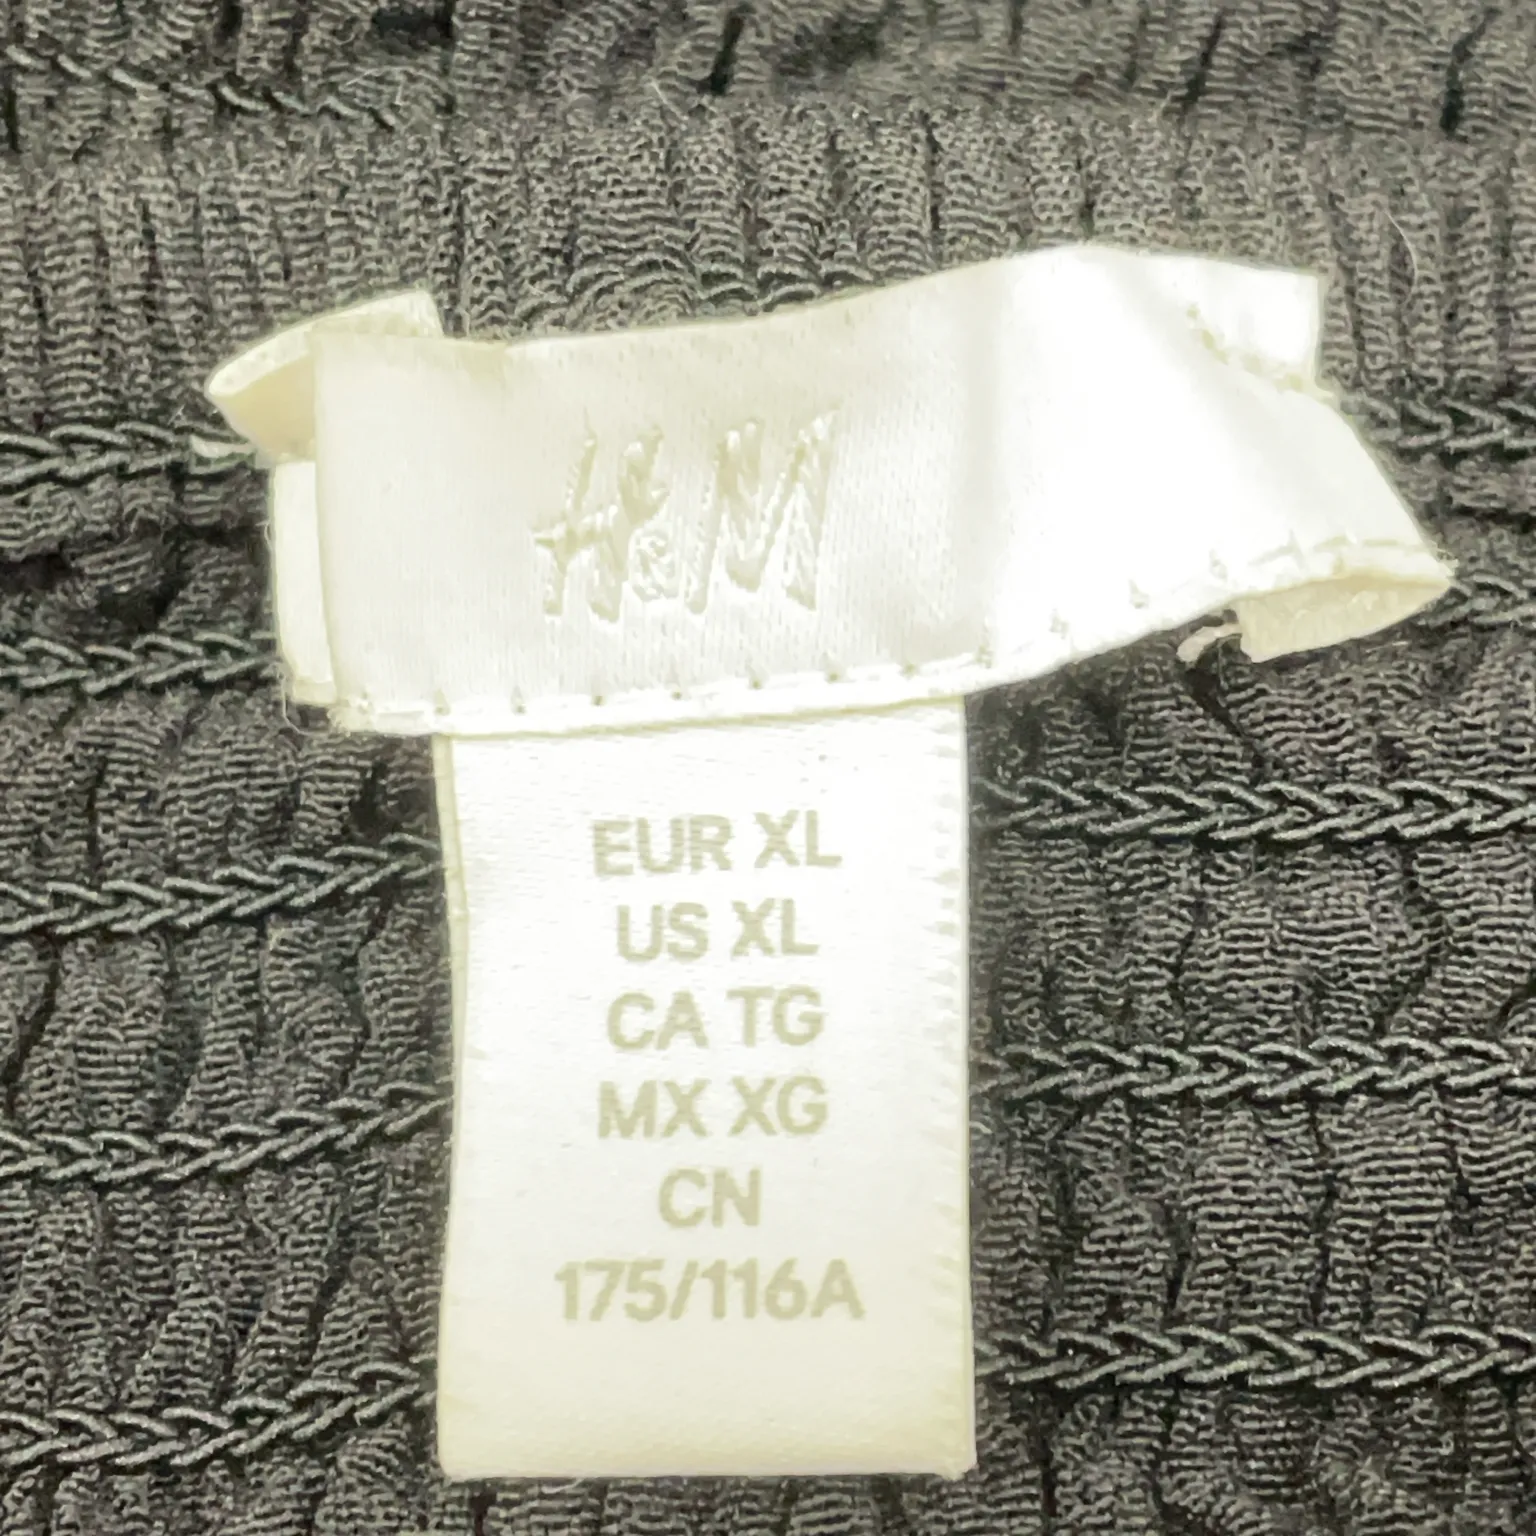 H&M
EUR XL
US XL
CA TG
MX XG
CN
175/116A